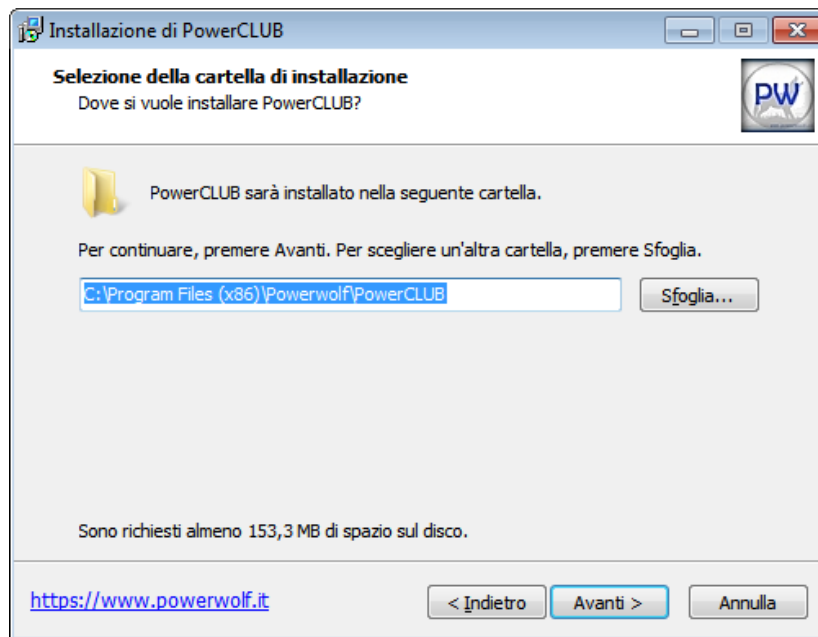 Installazione di PowerCLUB
Selezione della cartella di installazione
Dove si vuole installare PowerCLUB?
PW
PowerCLUB sarà installato nella seguente cartella.
Per continuare, premere Avanti. Per scegliere un'altra cartella, premere Sfoglia.
C:\Program Files (x86)\Powerwolf\PowerCLUB
Sfoglia...
Sono richiesti almeno 153,3 MB di spazio sul disco.
https://www.powerwolf.it
< Indietro
Avanti >
Annulla